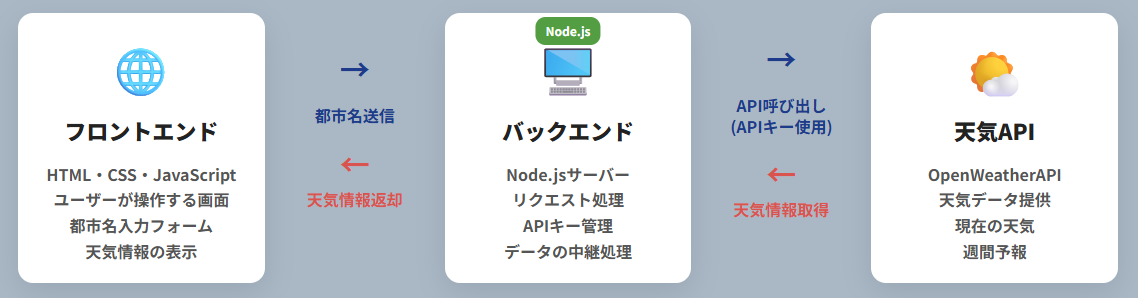 フロントエンド
HTML・CSS・JavaScript
ユーザーが操作する画面
都市名入力フォーム
天気情報の表示
→
都市名送信
←
天気情報返却
Node.js
バックエンド
Node.jsサーバー
リクエスト処理
APIキー管理
データの中継処理
→
API呼び出し
(APIキー使用)
←
天気情報取得
天気API
OpenWeatherAPI
天気データ提供
現在の天気
週間予報